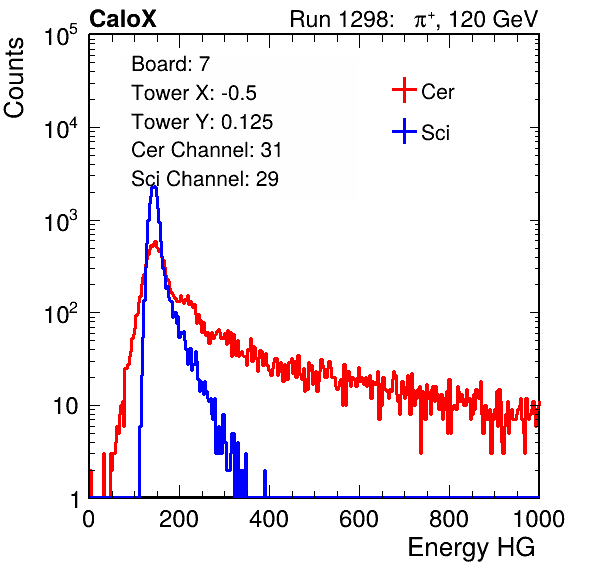 CaloX Run 1298: π⁺, 120 GeV
Counts
10⁵
10⁴
10³
10²
10
1
Board: 7
Tower X: -0.5
Tower Y: 0.125
Cer Channel: 31
Sci Channel: 29
Cer
Sci
0 200 400 600 800 1000
Energy HG